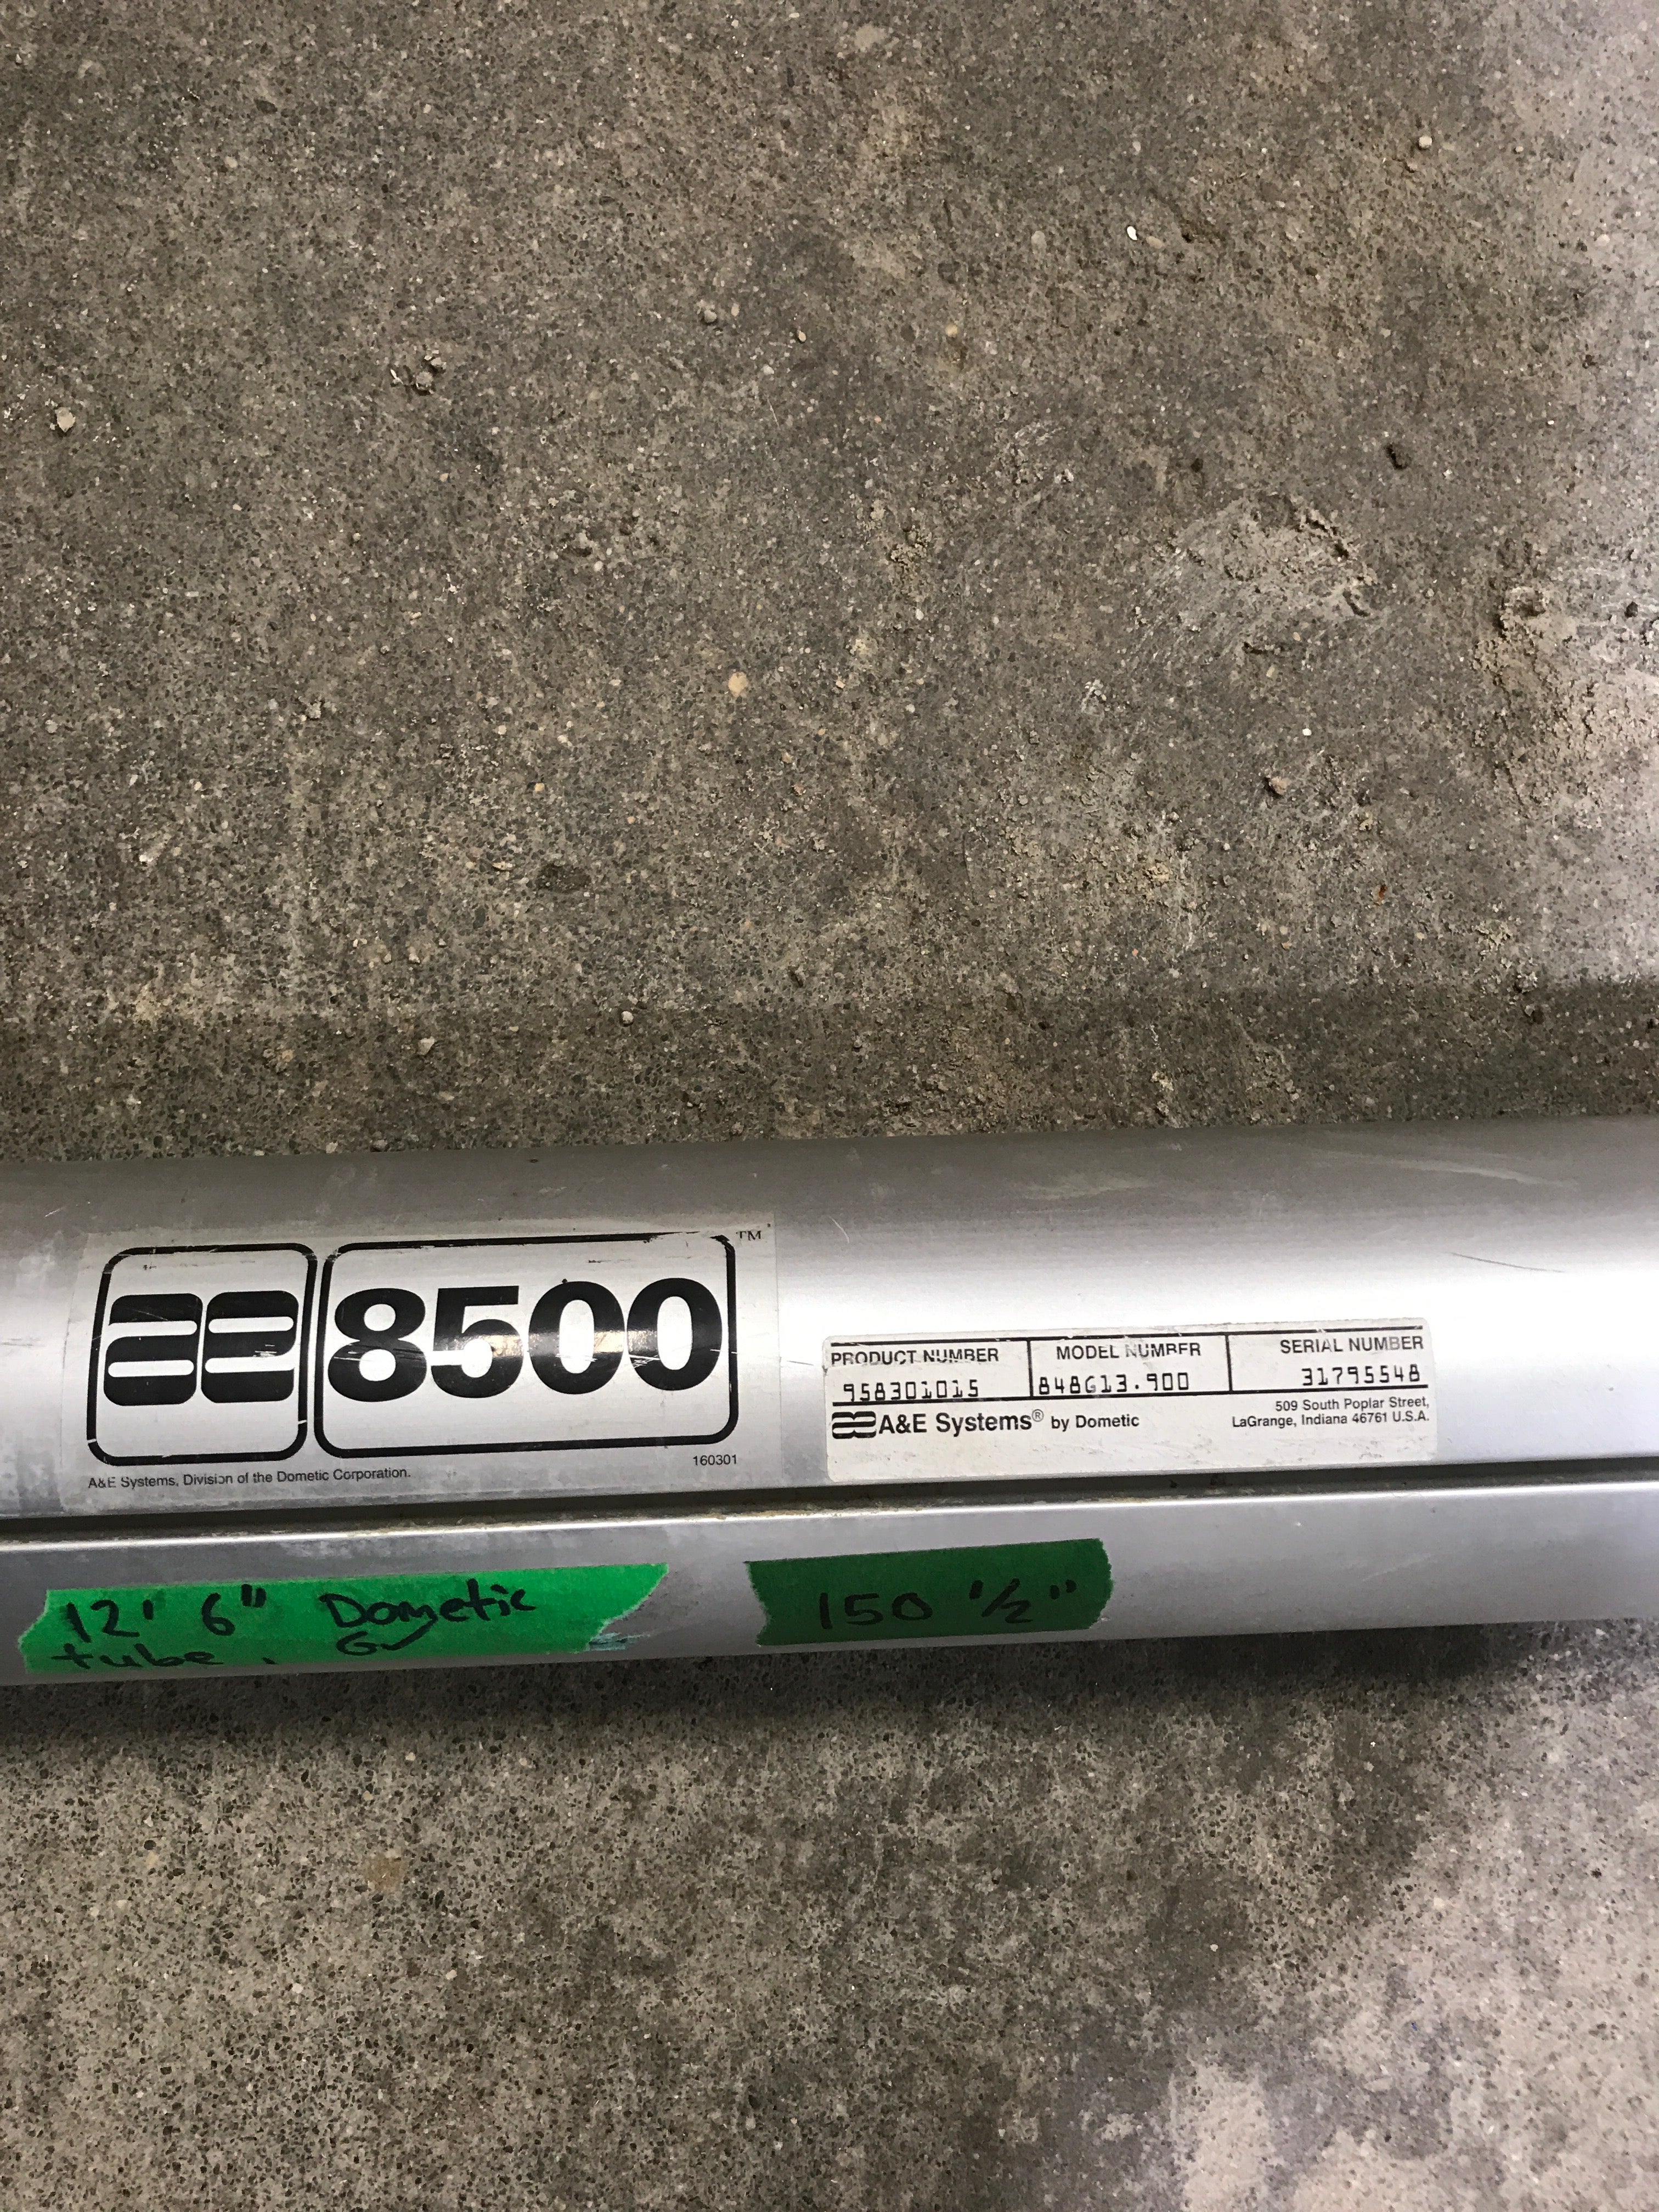 AE 8500 ™
160301
A&E Systems, Division of the Dometic Corporation.
PRODUCT NUMBER MODEL NUMBER SERIAL NUMBER
958301015 848G13.900 31795548
A&E Systems® by Dometic
509 South Poplar Street,
LaGrange, Indiana 46761 U.S.A.
12' 6" Dometic
tube,
150 1/2"